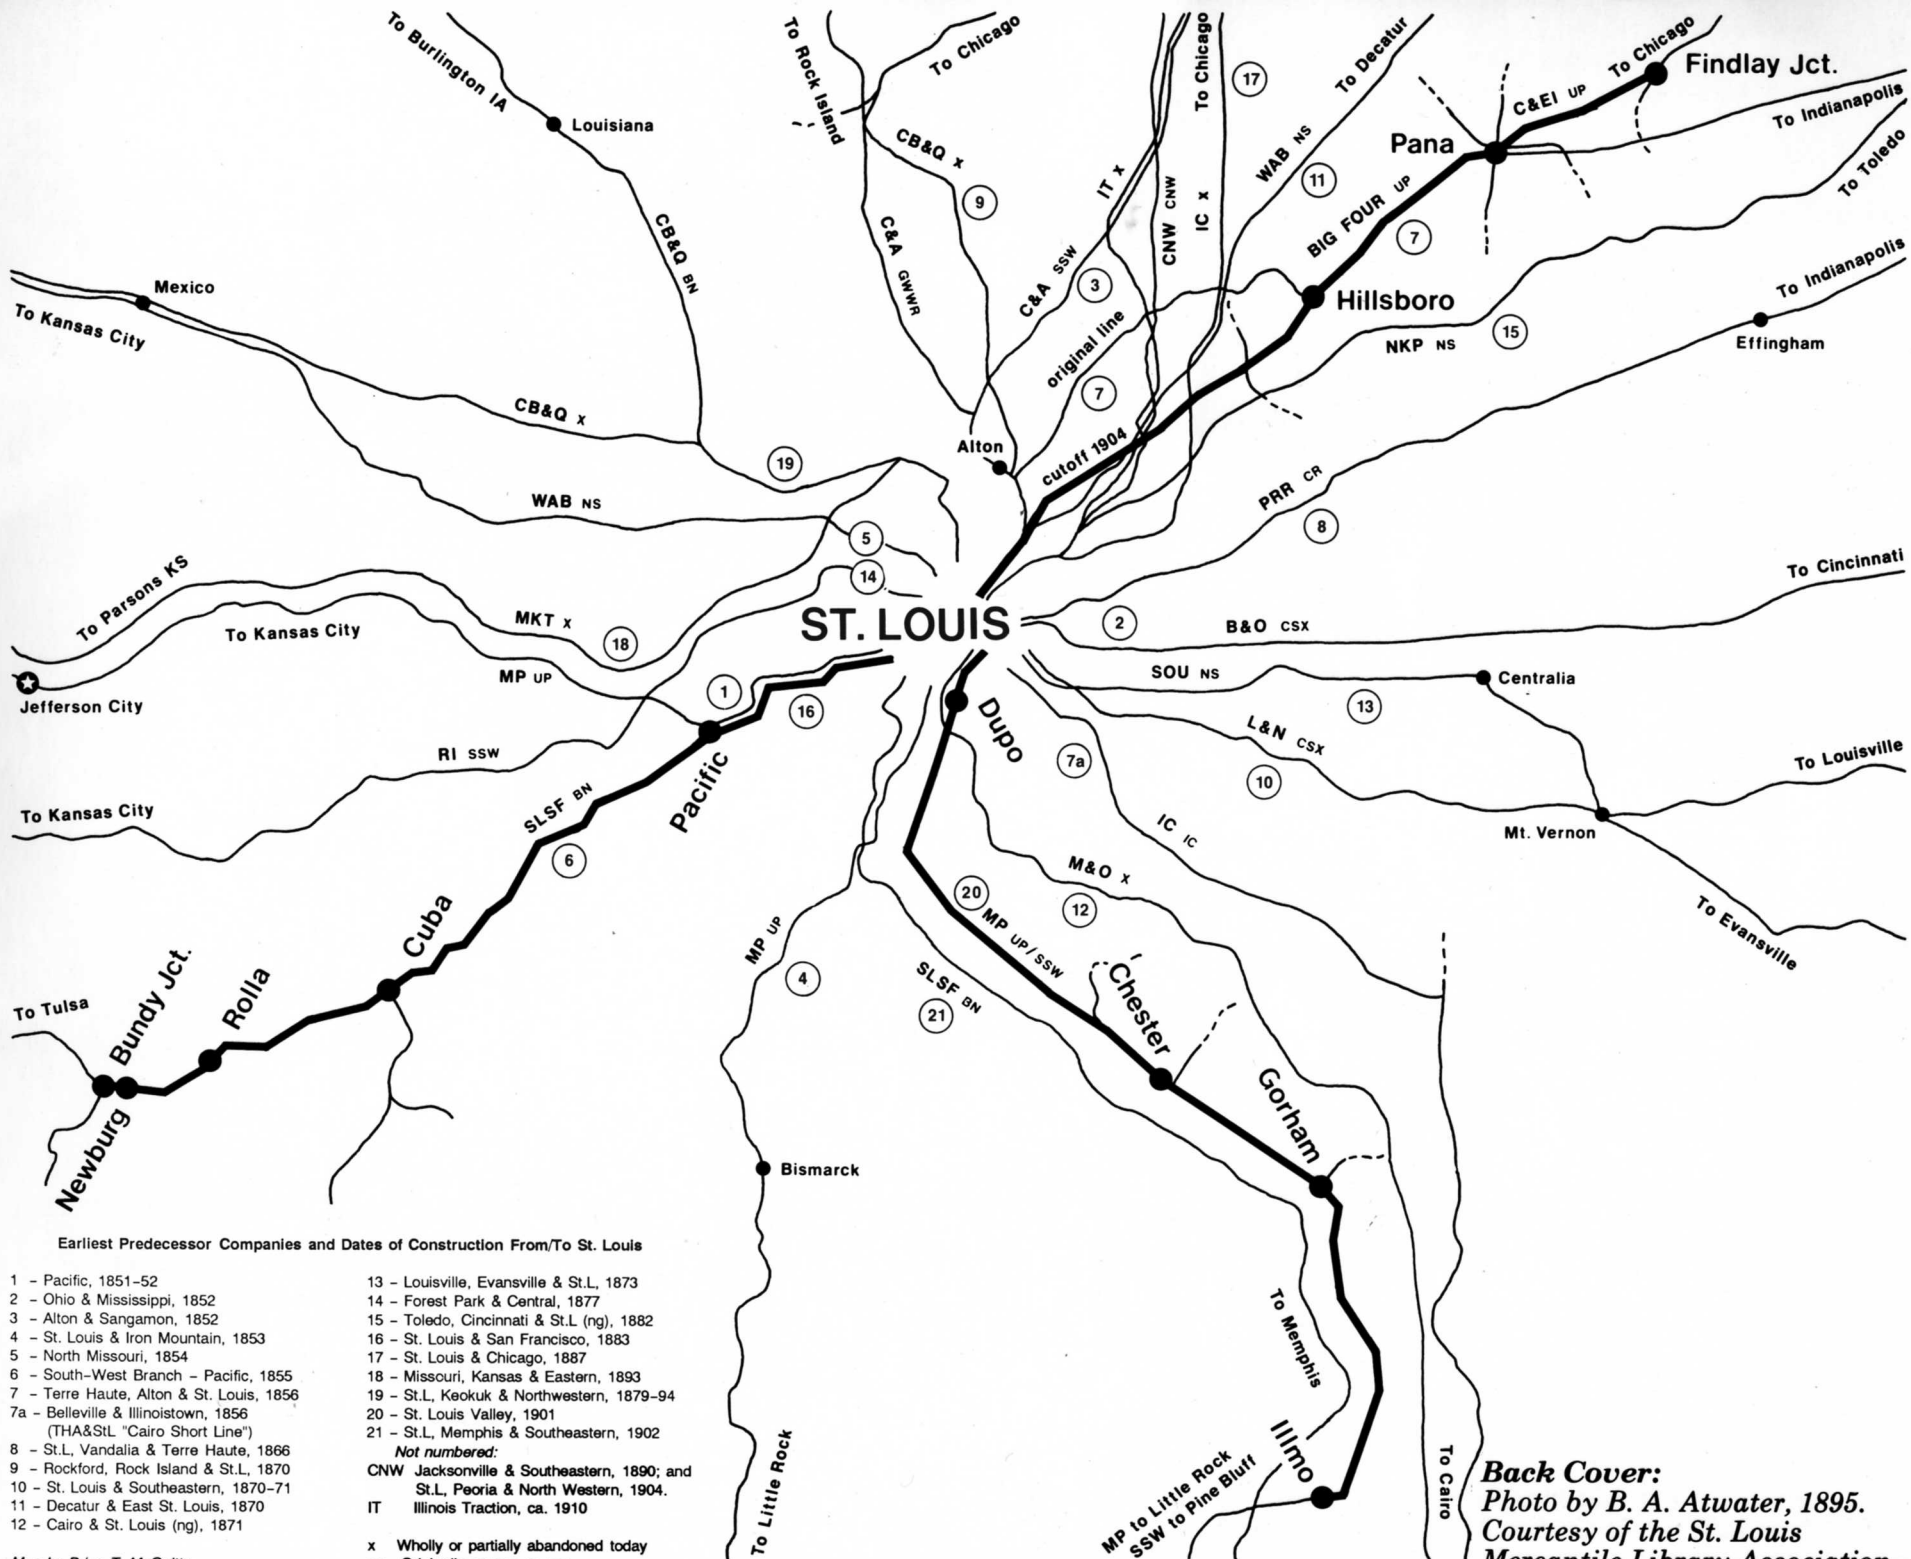 To Burlington IA
Louisiana
To Rock Island
To Chicago
To Chicago
17
To Decatur
To Chicago
Findlay Jct.
C&EI UP
To Indianapolis
Pana
To Toledo
CB&Q x
9
IT x
CNW CNW
IC x
WAB NS
11
BIG FOUR UP
7
CB&Q BN
C&A GWWR
C&A SSW
3
Mexico
To Kansas City
original line
7
Hillsboro
To Indianapolis
15
NKP NS
Effingham
CB&Q x
19
Alton
cutoff 1904
WAB NS
5
PRR CR
8
14
To Parsons KS
To Kansas City
MKT x
18
ST. LOUIS
2
B&O CSX
To Cincinnati
MP UP
1
16
SOU NS
13
Centralia
Jefferson City
Dupo
7a
L&N CSX
10
To Louisville
RI SSW
Pacific
To Kansas City
SLSF BN
6
IC IC
Mt. Vernon
M&O x
12
To Evansville
20
MP UP/SSW
Cuba
MP UP
4
SLSF BN
21
Chester
To Tulsa
Bundy Jct.
Rolla
Newburg
Gorham
Bismarck
To Memphis
Illmo
To Little Rock
MP to Little Rock
SSW to Pine Bluff
To Cairo
Earliest Predecessor Companies and Dates of Construction From/To St. Louis
1 - Pacific, 1851-52
2 - Ohio & Mississippi, 1852
3 - Alton & Sangamon, 1852
4 - St. Louis & Iron Mountain, 1853
5 - North Missouri, 1854
6 - South-West Branch - Pacific, 1855
7 - Terre Haute, Alton & St. Louis, 1856
7a - Belleville & Illinoistown, 1856
(THA&StL "Cairo Short Line")
8 - St.L, Vandalia & Terre Haute, 1866
9 - Rockford, Rock Island & St.L, 1870
10 - St. Louis & Southeastern, 1870-71
11 - Decatur & East St. Louis, 1870
12 - Cairo & St. Louis (ng), 1871
13 - Louisville, Evansville & St.L, 1873
14 - Forest Park & Central, 1877
15 - Toledo, Cincinnati & St.L (ng), 1882
16 - St. Louis & San Francisco, 1883
17 - St. Louis & Chicago, 1887
18 - Missouri, Kansas & Eastern, 1893
19 - St.L, Keokuk & Northwestern, 1879-94
20 - St. Louis Valley, 1901
21 - St.L, Memphis & Southeastern, 1902
Not numbered:
CNW Jacksonville & Southeastern, 1890; and
St.L, Peoria & North Western, 1904.
IT Illinois Traction, ca. 1910
x Wholly or partially abandoned today
Back Cover:
Photo by B. A. Atwater, 1895.
Courtesy of the St. Louis
Mercantile Library Association